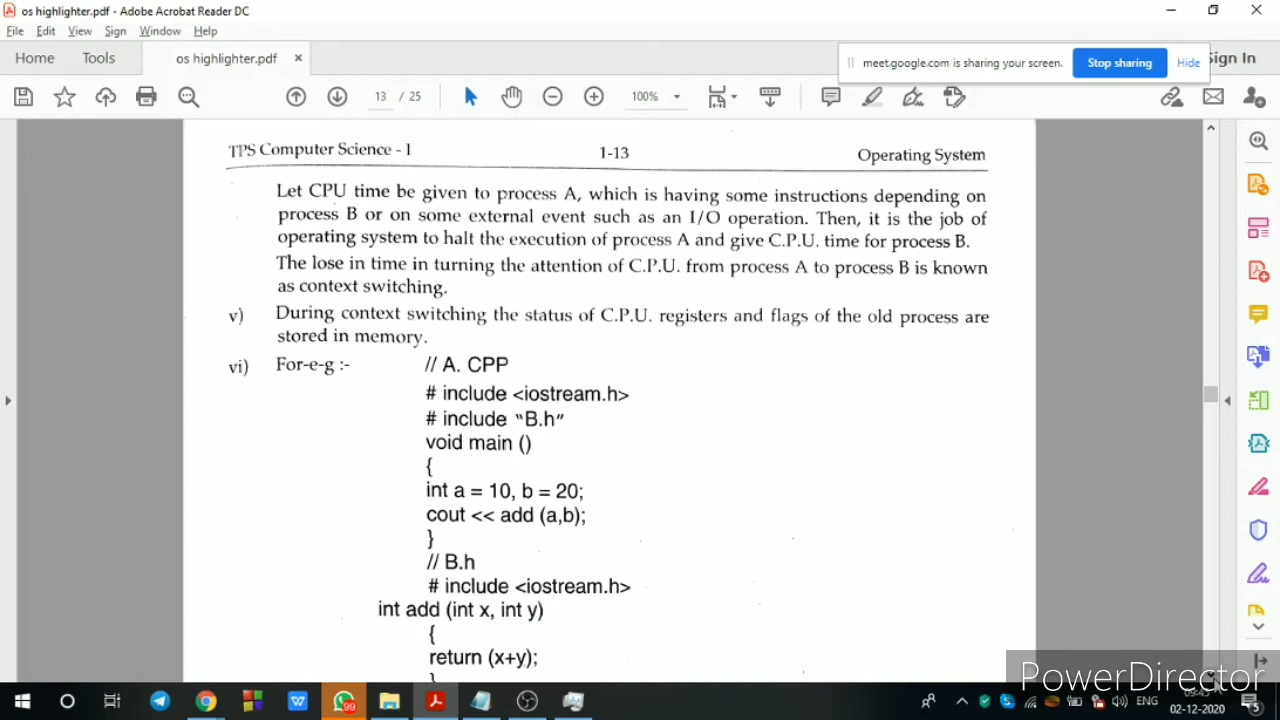 os highlighter.pdf - Adobe Acrobat Reader DC
File Edit View Sign Window Help
Home Tools os highlighter.pdf × meet.google.com is sharing your screen. Stop sharing Hide Sign In
13 / 25 100%
TPS Computer Science - I 1-13 Operating System
Let CPU time be given to process A, which is having some instructions depending on
process B or on some external event such as an I/O operation. Then, it is the job of
operating system to halt the execution of process A and give C.P.U. time for process B.
The lose in time in turning the attention of C.P.U. from process A to process B is known
as context switching.
v) During context switching the status of C.P.U. registers and flags of the old process are
stored in memory.
vi) For-e-g :- // A. CPP
# include <iostream.h>
# include "B.h"
void main ()
{
int a = 10, b = 20;
cout << add (a,b);
}
// B.h
# include <iostream.h>
int add (int x, int y)
{
return (x+y);
PowerDirector
99 ENG
02-12-2020 5